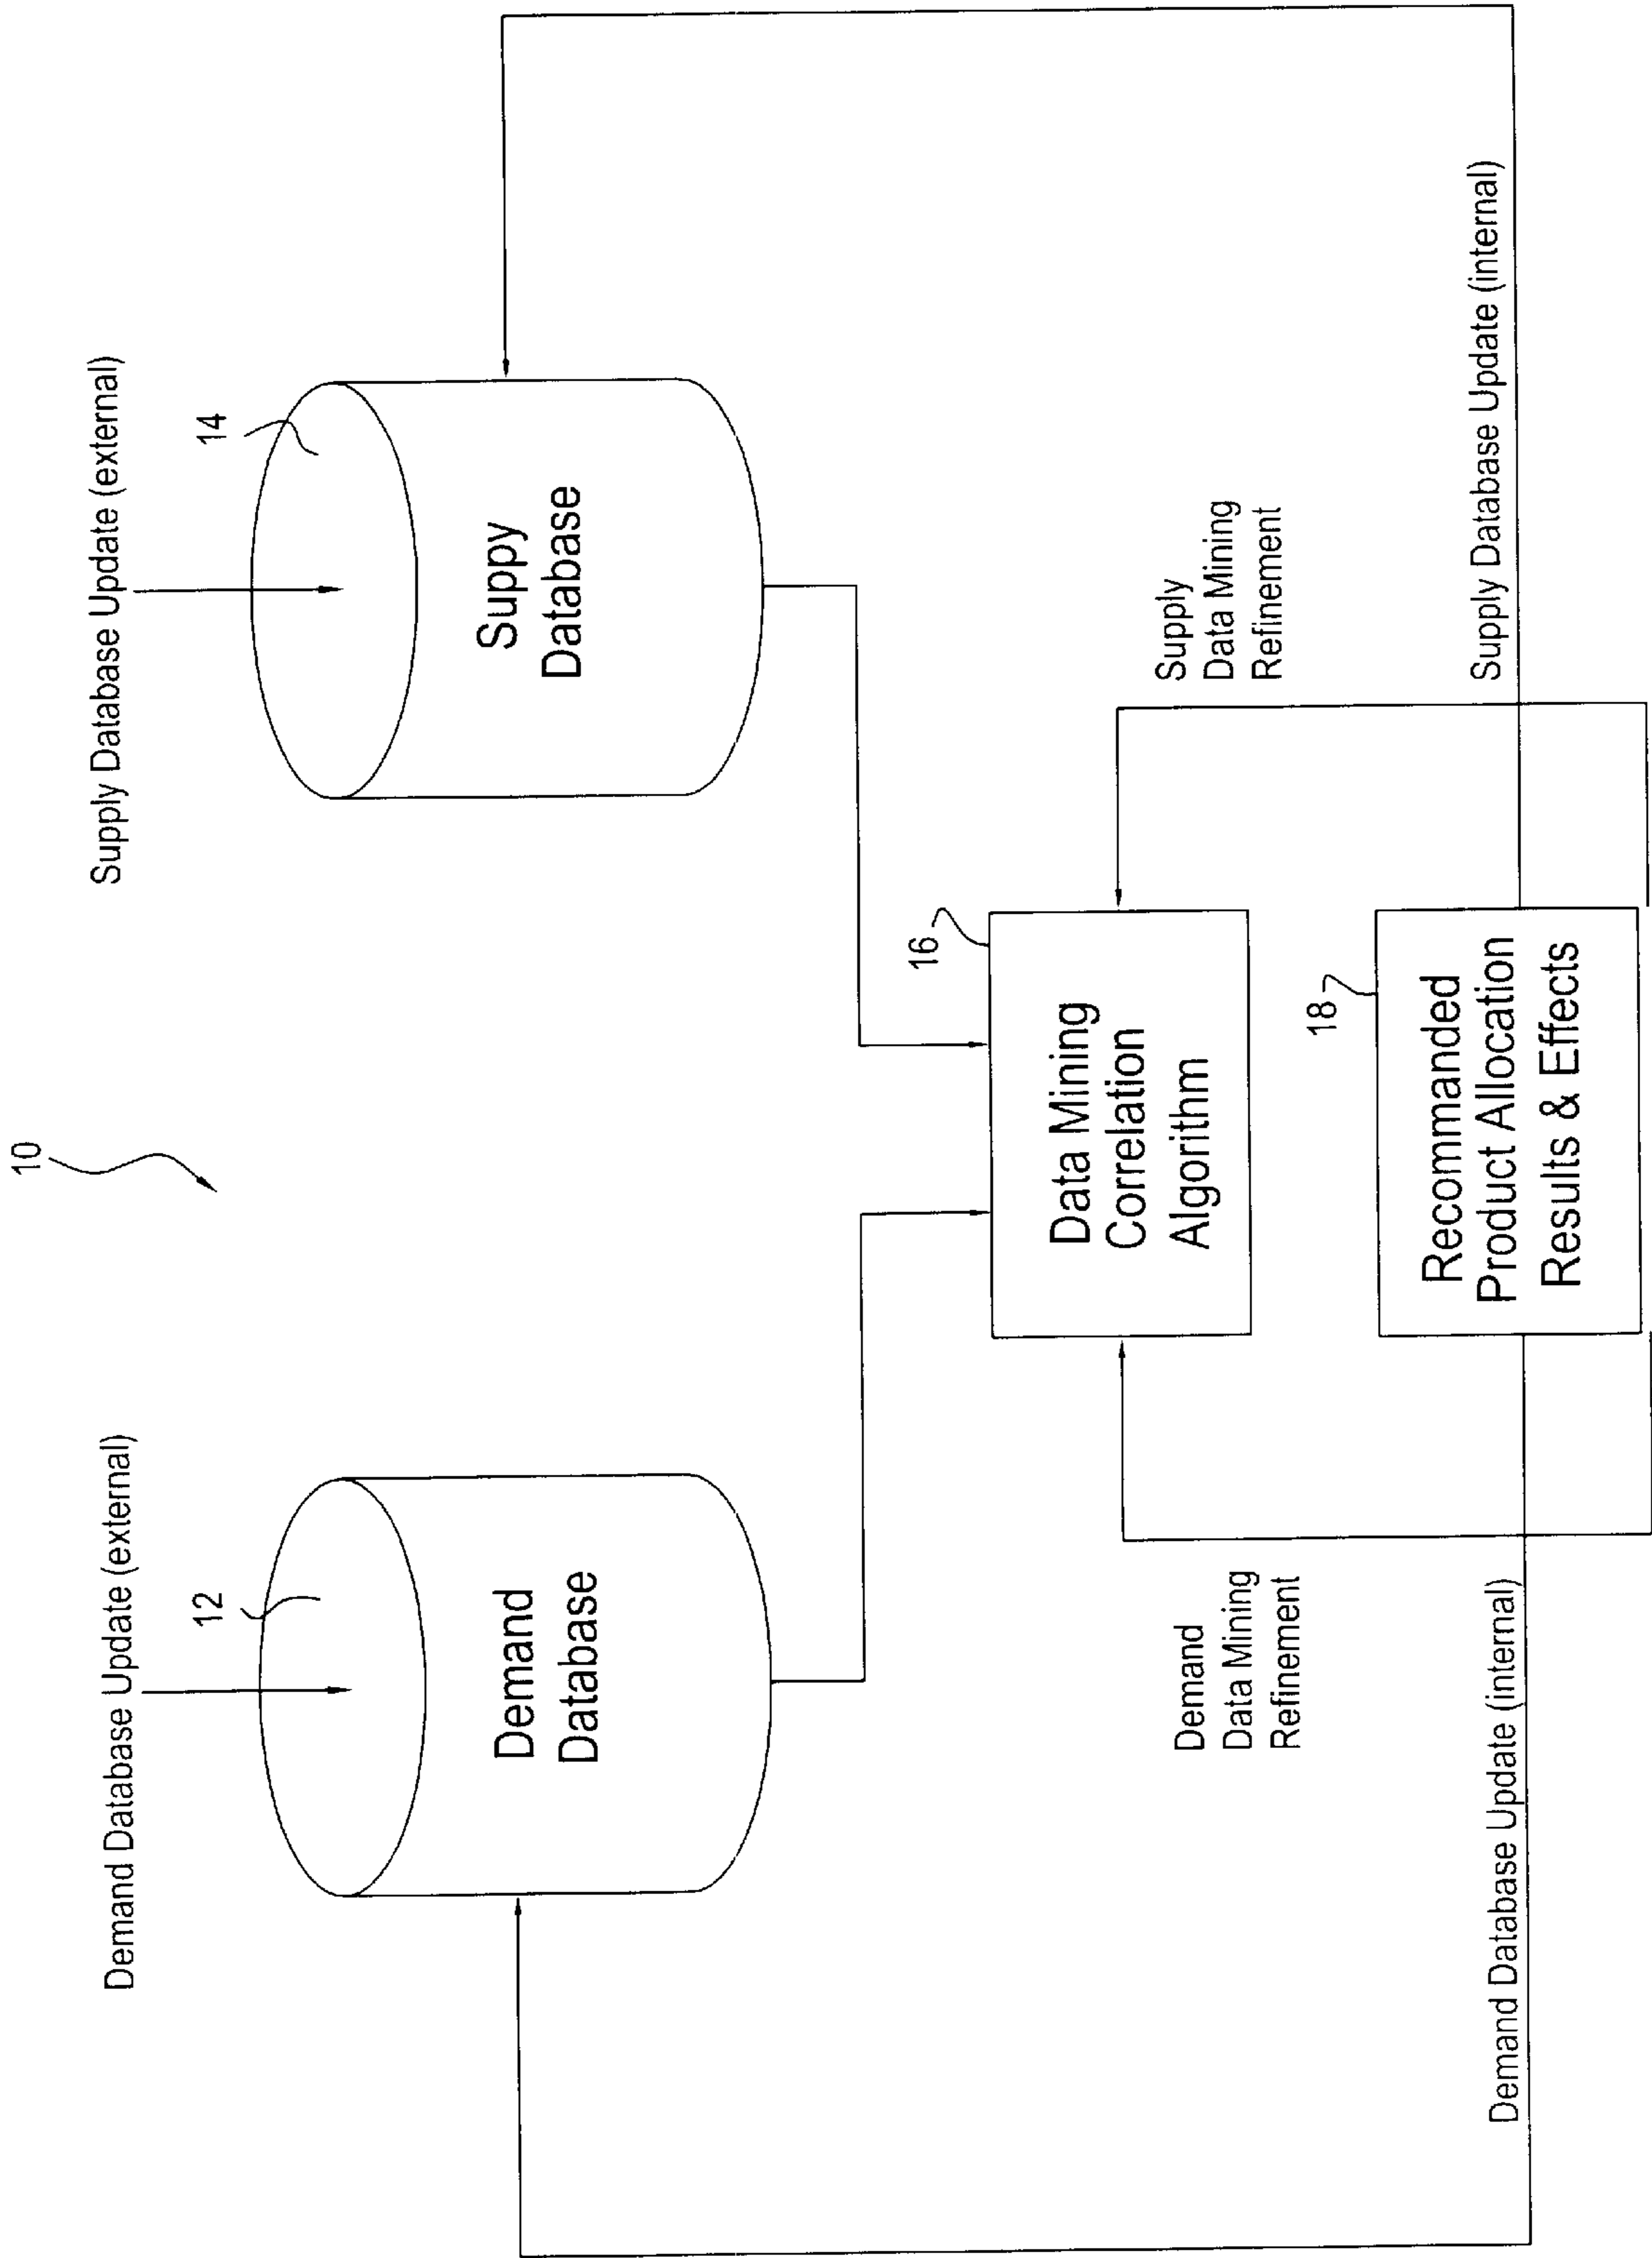 10
Demand Database Update (external)
Supply Database Update (external)
12
14
Demand
Database
Suppy
Database
16
Data Mining
Correlation
Algorithm
Demand
Data Mining
Refinement
Supply
Data Mining
Refinement
18
Recommanded
Product Allocation
Results & Effects
Demand Database Update (internal)
Supply Database Update (internal)